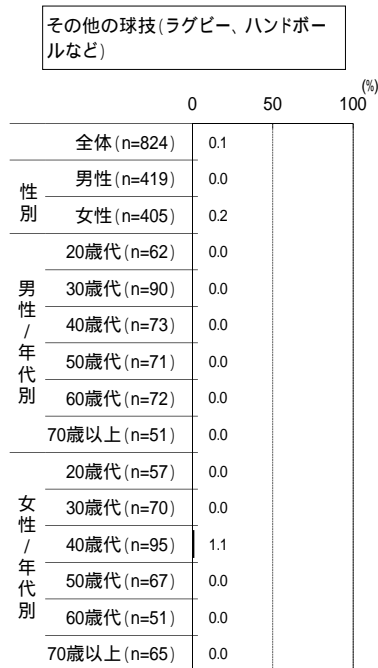 その他の球技(ラグビー、ハンドボー
ルなど)
(%)
0 50 100
全体(n=824) 0.1
性別
男性(n=419) 0.0
女性(n=405) 0.2
男性/年代別
20歳代(n=62) 0.0
30歳代(n=90) 0.0
40歳代(n=73) 0.0
50歳代(n=71) 0.0
60歳代(n=72) 0.0
70歳以上(n=51) 0.0
女性/年代別
20歳代(n=57) 0.0
30歳代(n=70) 0.0
40歳代(n=95) 1.1
50歳代(n=67) 0.0
60歳代(n=51) 0.0
70歳以上(n=65) 0.0